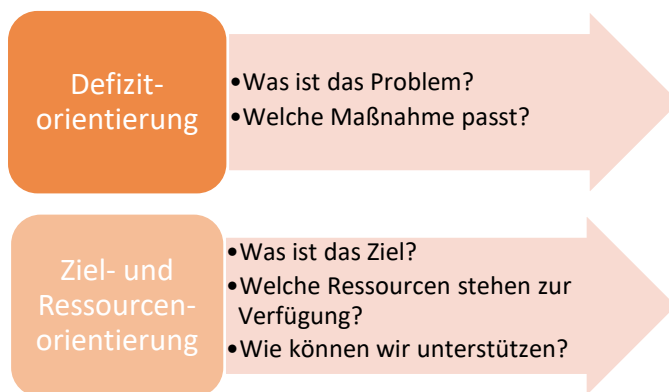 Defizit-
orientierung
•Was ist das Problem?
•Welche Maßnahme passt?
Ziel- und
Ressourcen-
orientierung
•Was ist das Ziel?
•Welche Ressourcen stehen zur
Verfügung?
•Wie können wir unterstützen?